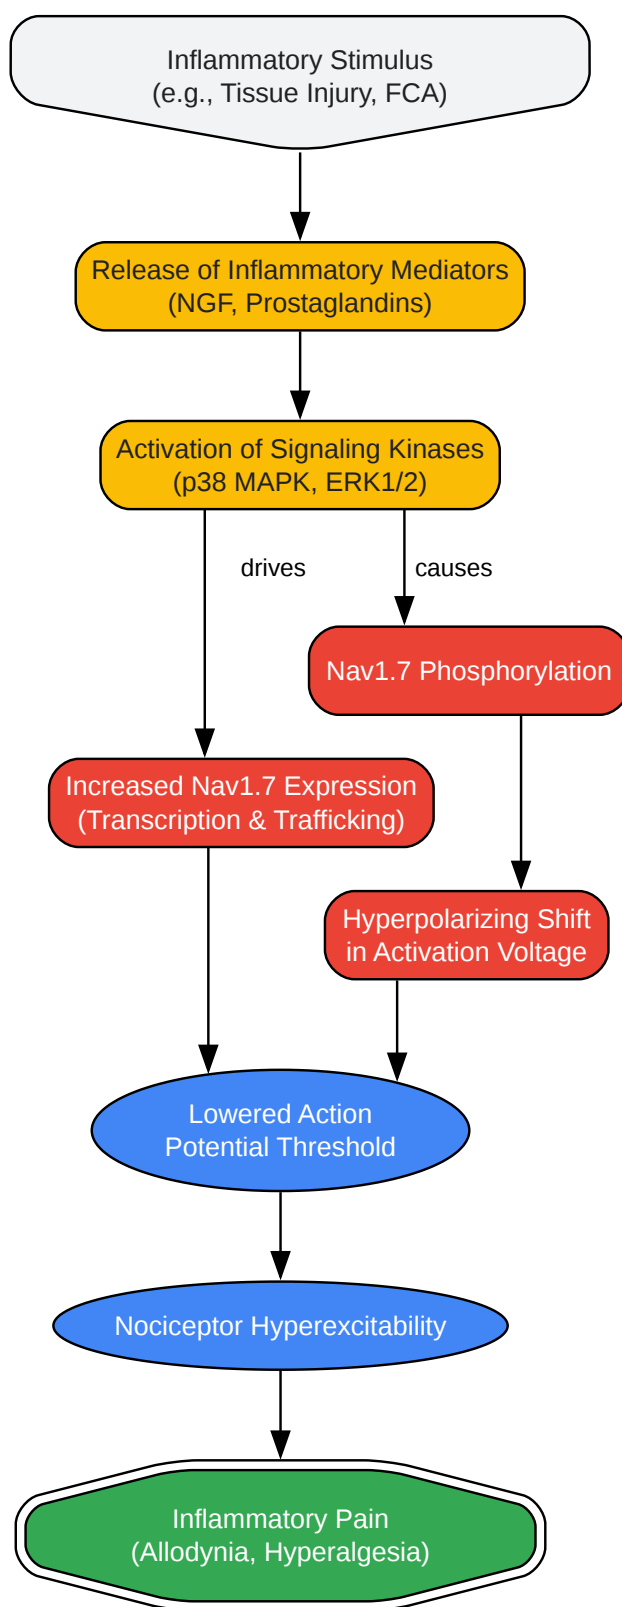 Inflammatory Stimulus
(e.g., Tissue Injury, FCA)
Release of Inflammatory Mediators
(NGF, Prostaglandins)
Activation of Signaling Kinases
(p38 MAPK, ERK1/2)
drives
causes
Nav1.7 Phosphorylation
Increased Nav1.7 Expression
(Transcription & Trafficking)
Hyperpolarizing Shift
in Activation Voltage
Lowered Action
Potential Threshold
Nociceptor Hyperexcitability
Inflammatory Pain
(Allodynia, Hyperalgesia)